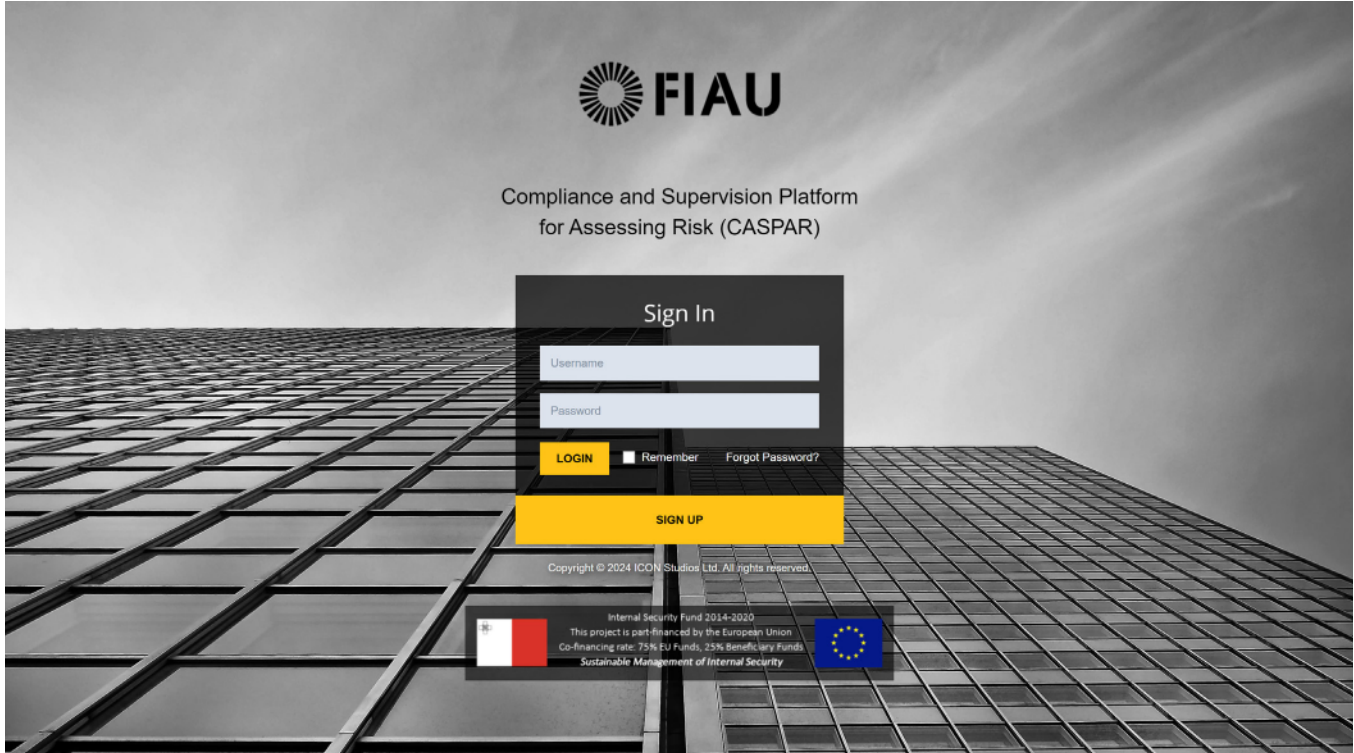 FIAU
Compliance and Supervision Platform
for Assessing Risk (CASPAR)
Sign In
Username
Password
LOGIN Remember Forgot Password?
SIGN UP
Copyright © 2024 ICON Studios Ltd. All rights reserved.
Internal Security Fund 2014-2020
This project is part-financed by the European Union
Co-financing rate: 75% EU Funds, 25% Beneficiary Funds
Sustainable Management of Internal Security